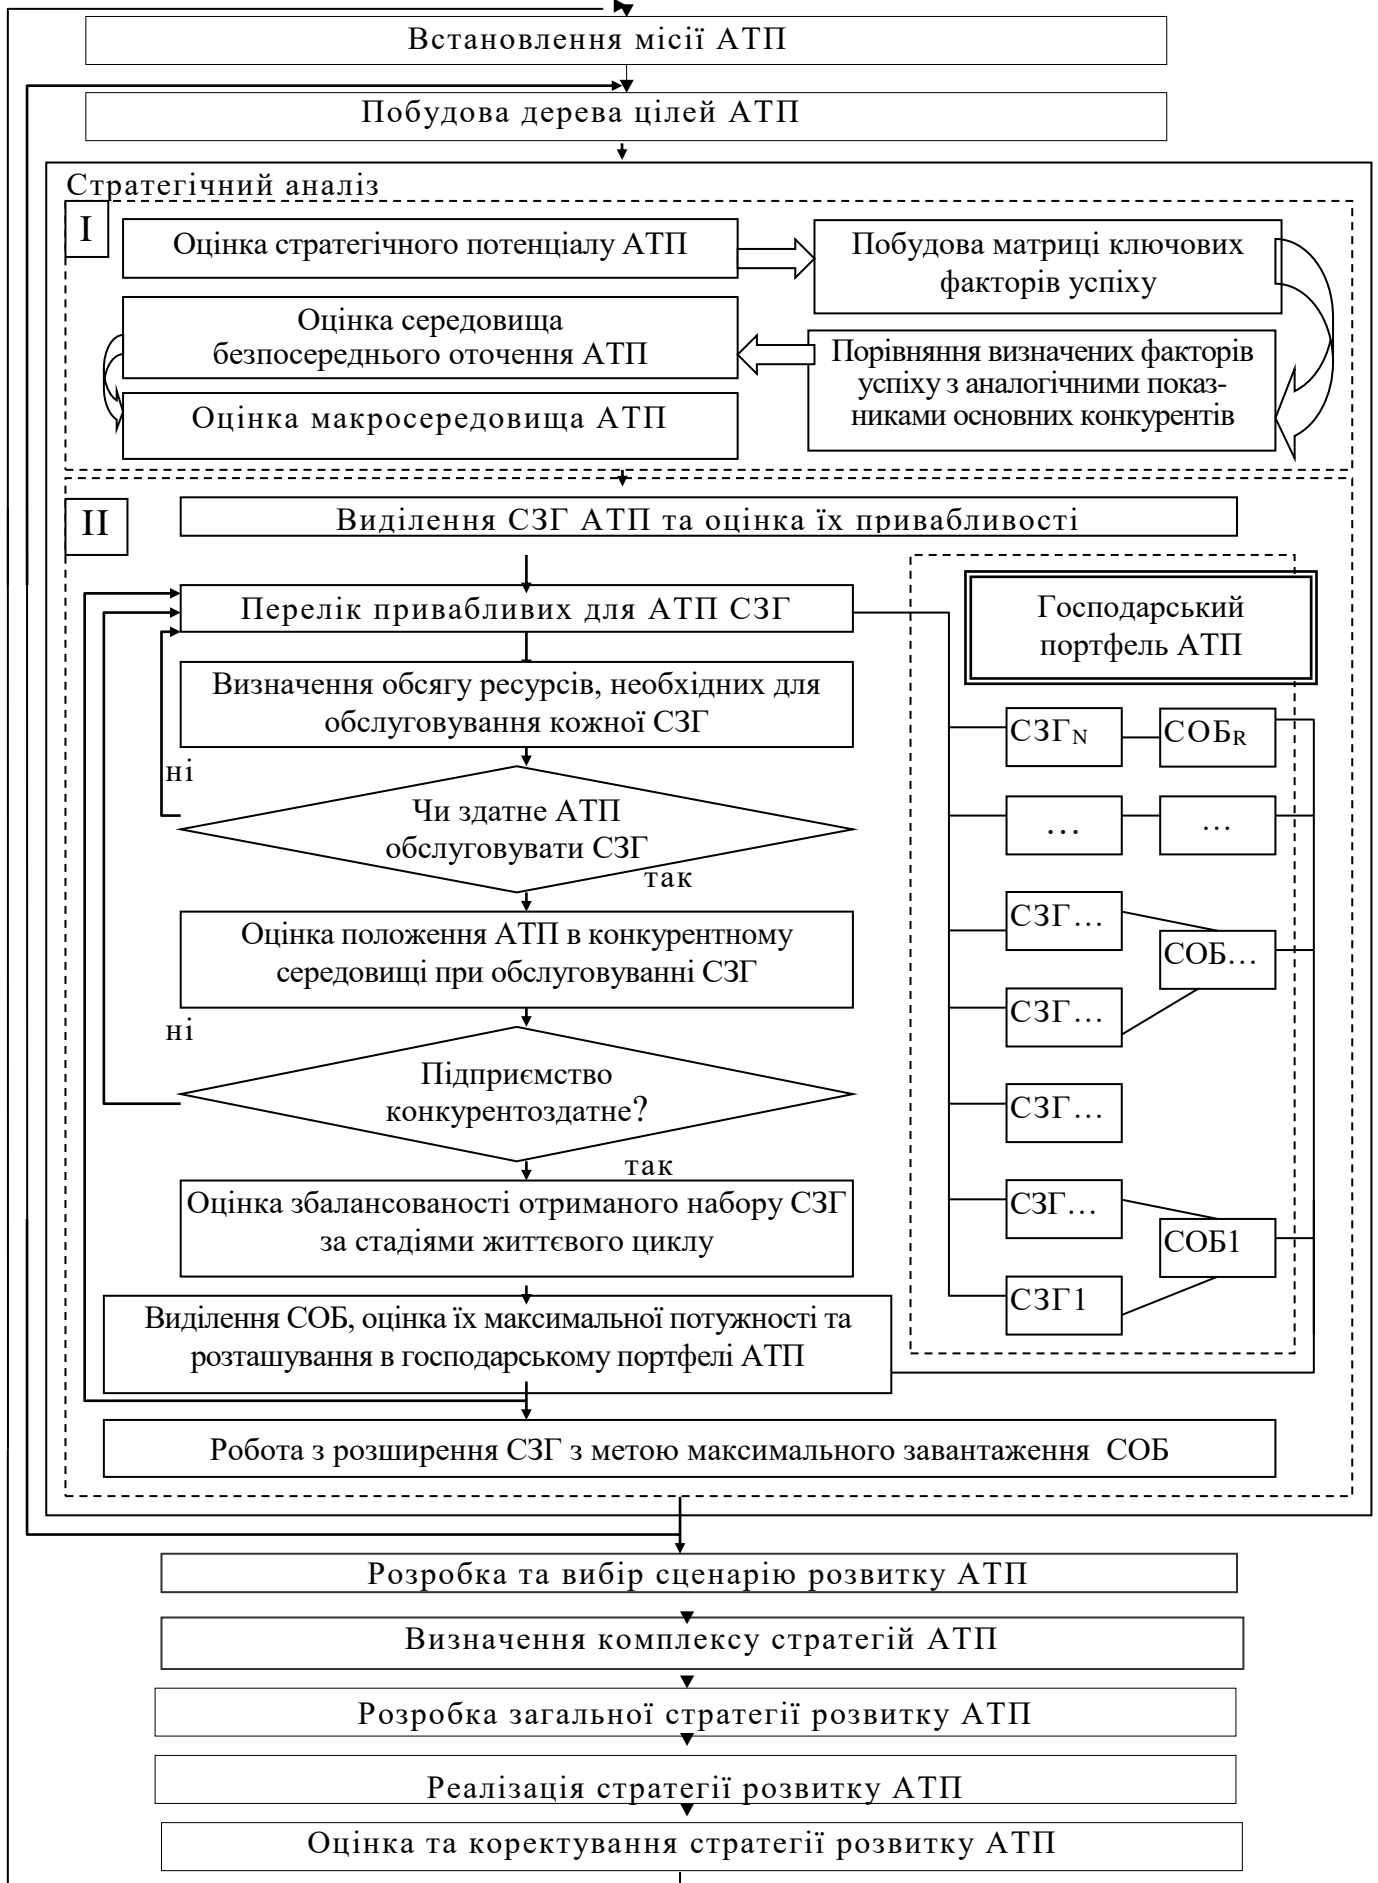 Встановлення місії АТП
Побудова дерева цілей АТП
Стратегічний аналіз
I
Оцінка стратегічного потенціалу АТП
Побудова матриці ключових
факторів успіху
Оцінка середовища
безпосереднього оточення АТП
Порівняння визначених факторів
успіху з аналогічними показ-
никами основних конкурентів
Оцінка макросередовища АТП
II
Виділення СЗГ АТП та оцінка їх привабливості
Перелік привабливих для АТП СЗГ
Визначення обсягу ресурсів, необхідних для
обслуговування кожної СЗГ
ні
Чи здатне АТП
обслуговувати СЗГ
так
Оцінка положення АТП в конкурентному
середовищі при обслуговуванні СЗГ
ні
Підприємство
конкурентоздатне?
так
Оцінка збалансованості отриманого набору СЗГ
за стадіями життєвого циклу
Виділення СОБ, оцінка їх максимальної потужності та
розташування в господарському портфелі АТП
Господарський
портфель АТП
СЗГN
СОБR
...
...
СЗГ...
СОБ...
СЗГ...
СЗГ...
СЗГ...
СОБ1
СЗГ1
Робота з розширення СЗГ з метою максимального завантаження СОБ
Розробка та вибір сценарію розвитку АТП
Визначення комплексу стратегій АТП
Розробка загальної стратегії розвитку АТП
Реалізація стратегії розвитку АТП
Оцінка та коректування стратегії розвитку АТП